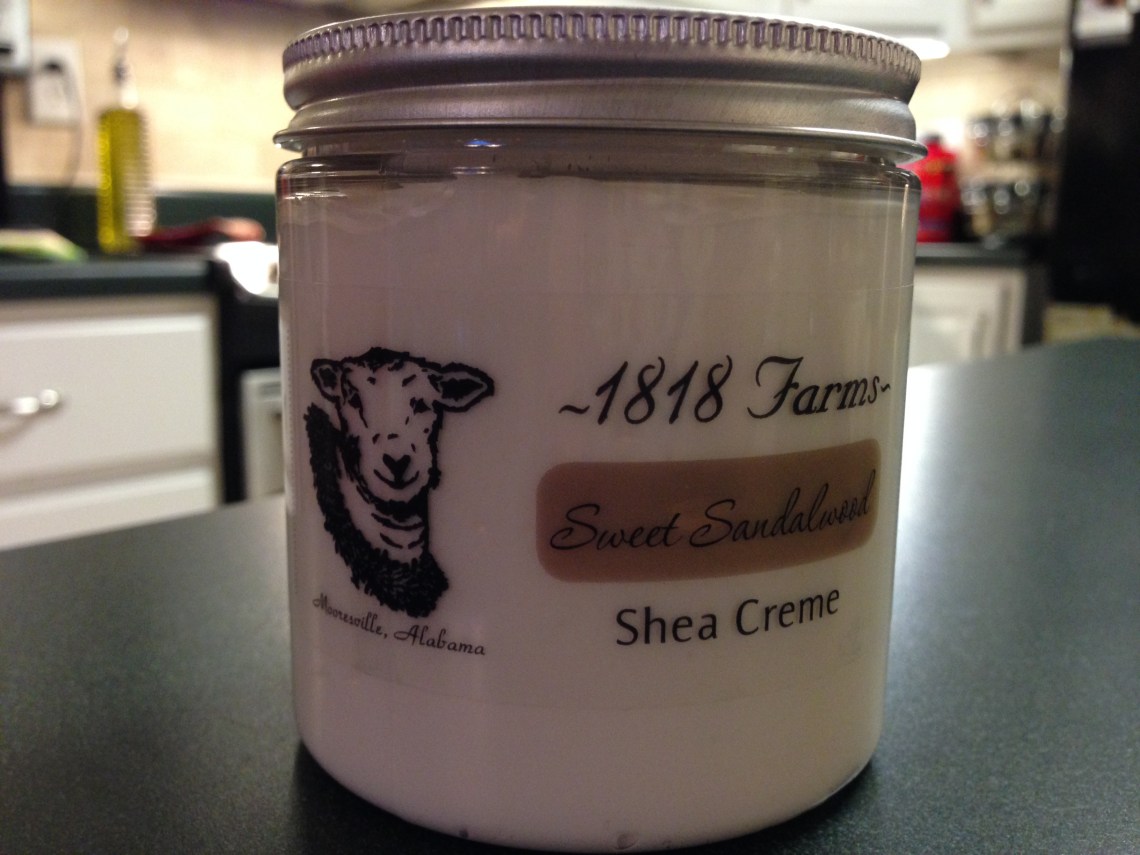 ~1818 Farms~
Sweet Sandalwood
Shea Creme
Mooresville, Alabama